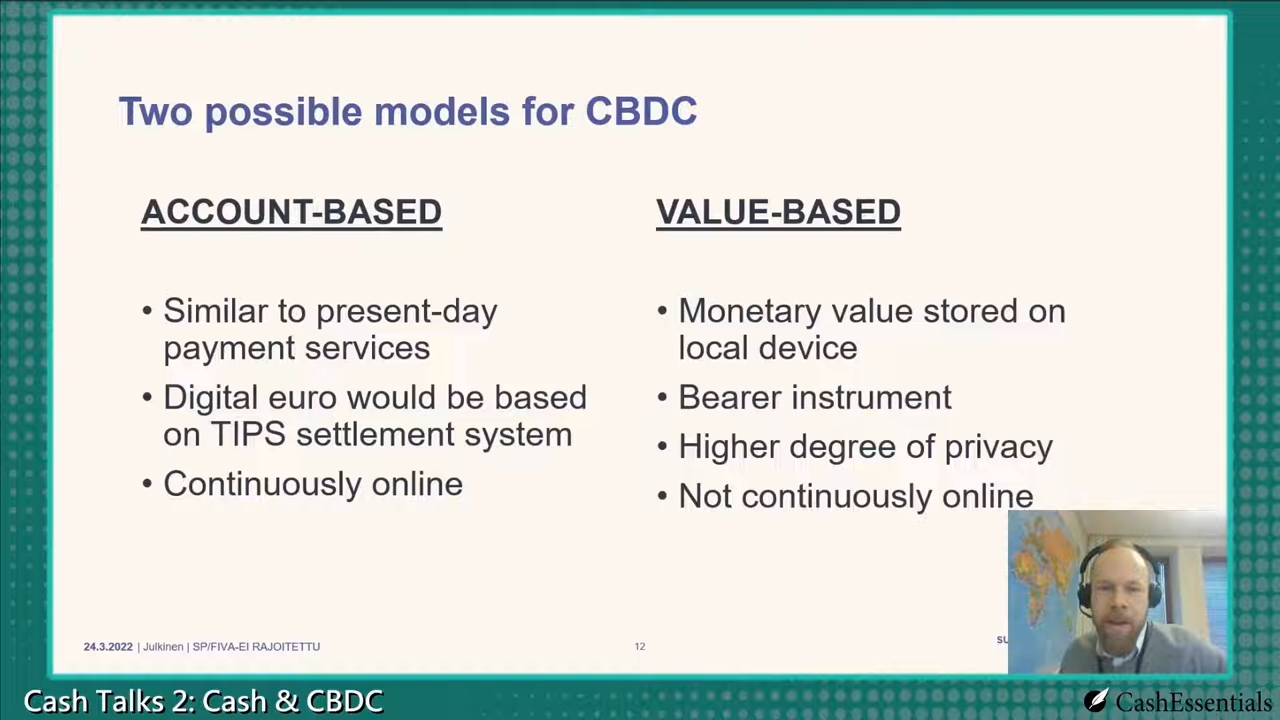 Two possible models for CBDC
ACCOUNT-BASED
• Similar to present-day
payment services
• Digital euro would be based
on TIPS settlement system
• Continuously online
VALUE-BASED
• Monetary value stored on
local device
• Bearer instrument
• Higher degree of privacy
• Not continuously online
24.3.2022 | Julkinen | SP/FIVA-EI RAJOITETTU
12
SU
Cash Talks 2: Cash & CBDC
CashEssentials